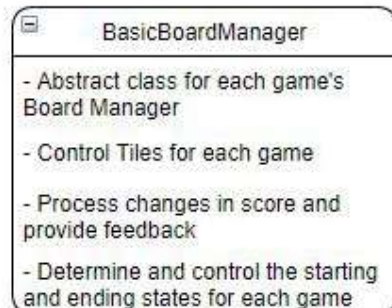 BasicBoardManager
- Abstract class for each game's
Board Manager
- Control Tiles for each game
- Process changes in score and
provide feedback
- Determine and control the starting
and ending states for each game